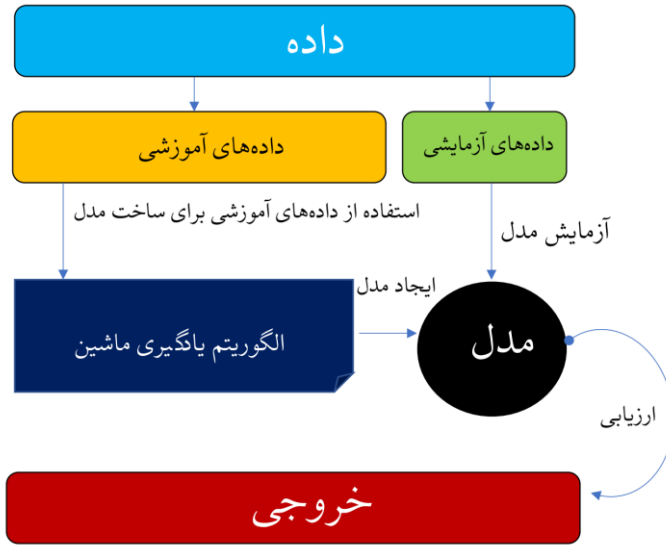 داده
داده‌های آموزشی
داده‌های آزمایشی
استفاده از داده‌های آموزشی برای ساخت مدل
آزمایش مدل
ایجاد مدل
الگوریتم یادگیری ماشین
مدل
ارزیابی
خروجی